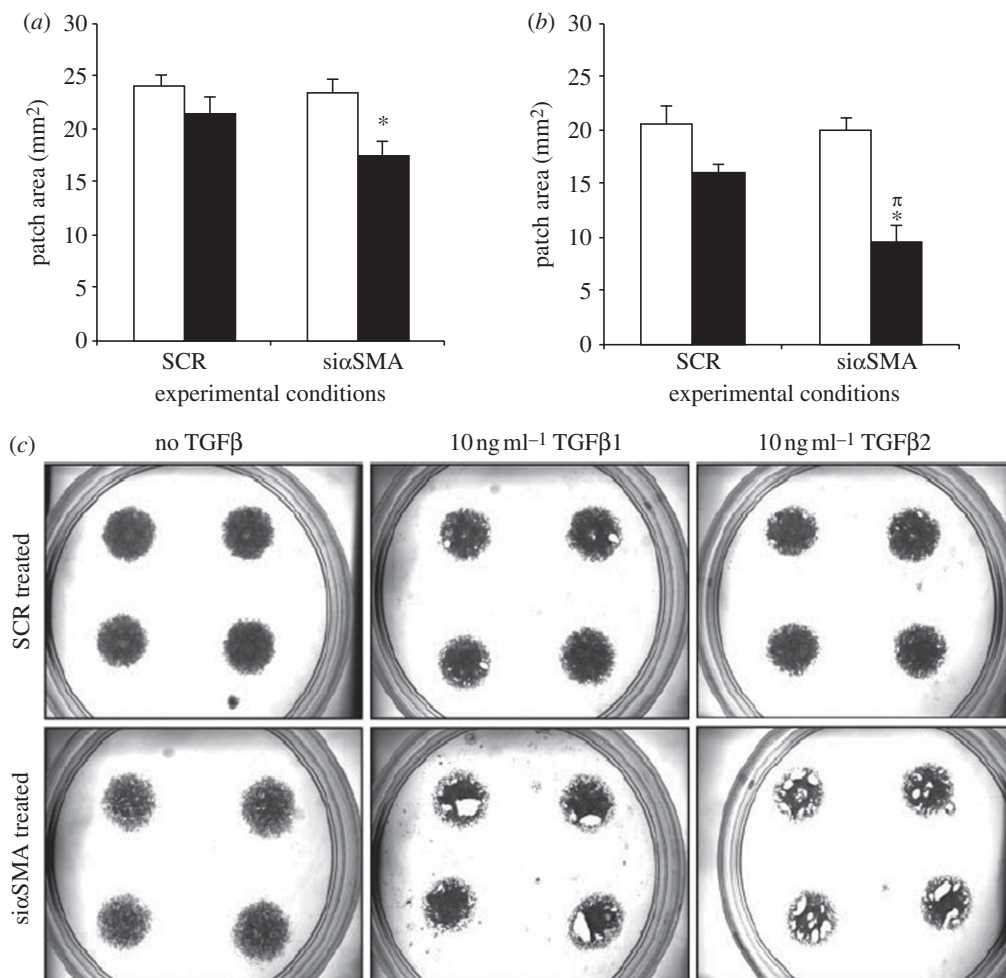 (a)
30
25
20
15
10
5
0
patch area (mm²)
*
SCR
siαSMA
experimental conditions
(b)
30
25
20
15
10
5
0
patch area (mm²)
π
*
SCR
siαSMA
experimental conditions
(c)
no TGFβ
10 ng ml⁻¹ TGFβ1
10 ng ml⁻¹ TGFβ2
SCR treated
siαSMA treated